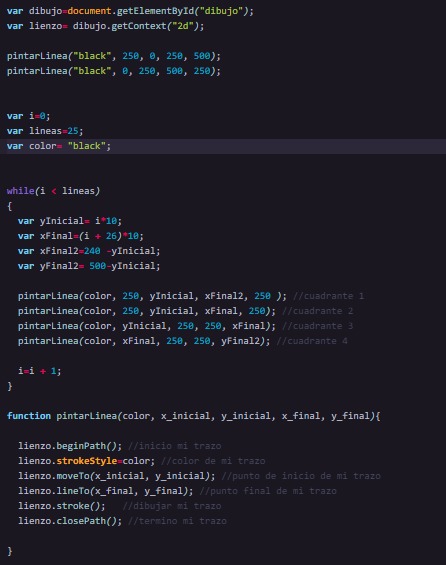 var dibujo=document.getElementById("dibujo");
var lienzo= dibujo.getContext("2d");
pintarLinea("black", 250, 0, 250, 500);
pintarLinea("black", 0, 250, 500, 250);
var i=0;
var lineas=25;
var color= "black";
while(i < lineas)
{
var yInicial= i*10;
var xFinal=(i + 26)*10;
var xFinal2=240 -yInicial;
var yFinal2= 500-yInicial;
pintarLinea(color, 250, yInicial, xFinal2, 250 ); //cuadrante 1
pintarLinea(color, 250, yInicial, xFinal, 250); //cuadrante 2
pintarLinea(color, yInicial, 250, 250, xFinal); //cuadrante 3
pintarLinea(color, xFinal, 250, 250, yFinal2); //cuadrante 4
i=i + 1;
}
function pintarLinea(color, x_inicial, y_inicial, x_final, y_final){
lienzo.beginPath(); //inicio mi trazo
lienzo.strokeStyle=color; //color de mi trazo
lienzo.moveTo(x_inicial, y_inicial); //punto de inicio de mi trazo
lienzo.lineTo(x_final, y_final); //punto final de mi trazo
lienzo.stroke(); //dibujar mi trazo
lienzo.closePath(); //termino mi trazo
}